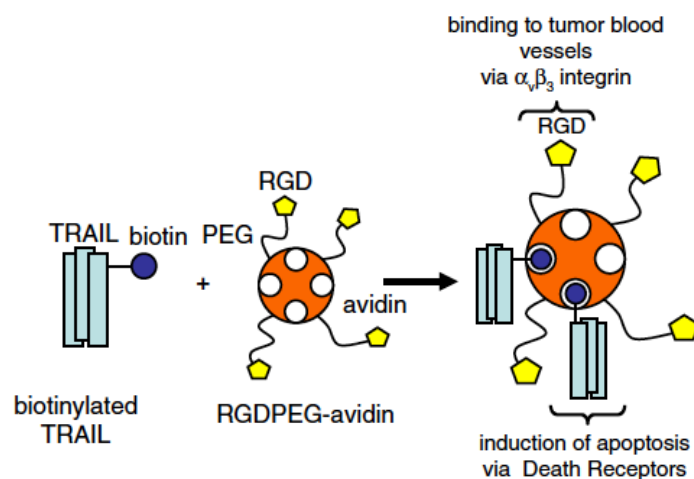 binding to tumor blood
vessels
via αvβ3 integrin
RGD
RGD
TRAIL biotin PEG
+
avidin
biotinylated
TRAIL
RGDPEG-avidin
induction of apoptosis
via Death Receptors